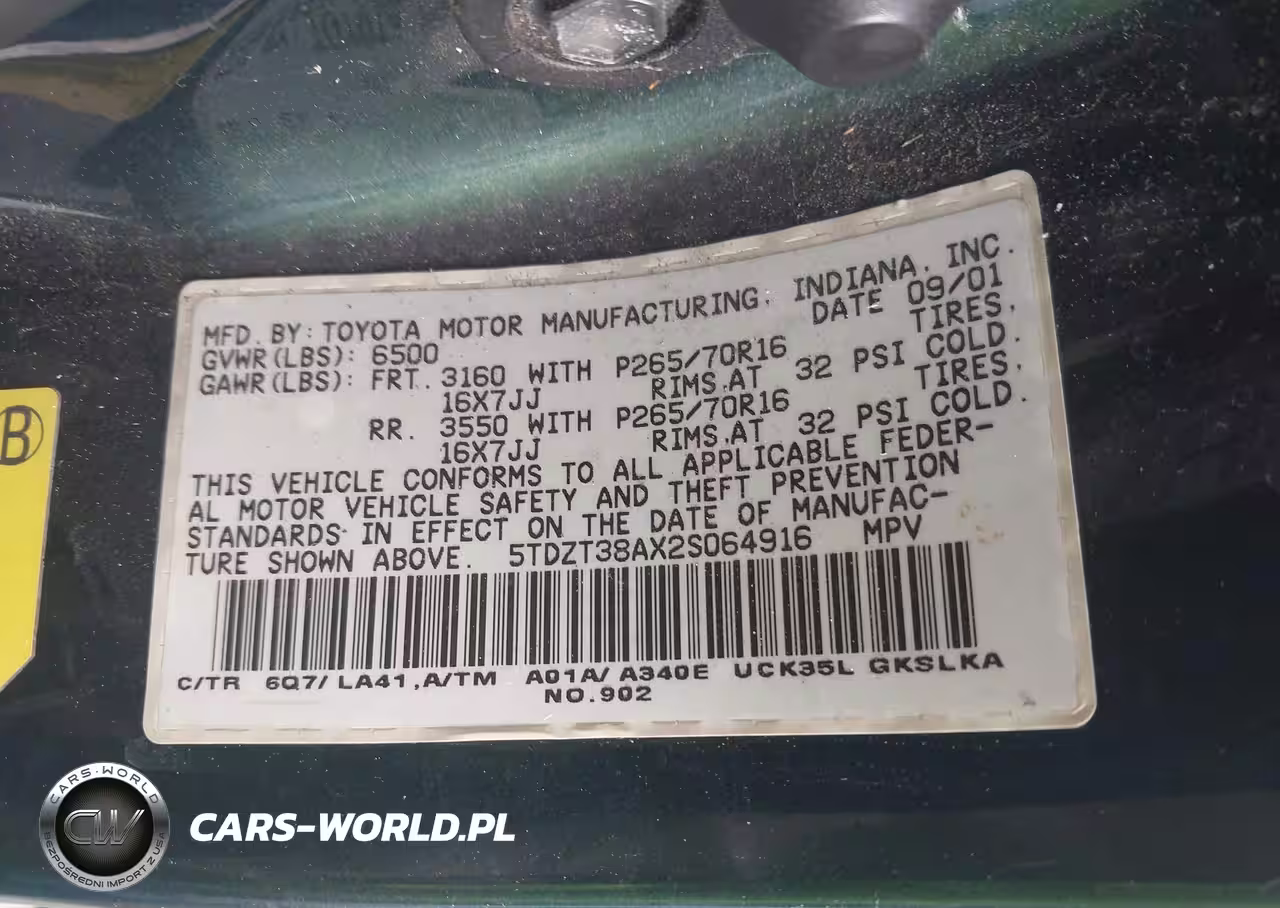 B
MFD. BY: TOYOTA MOTOR MANUFACTURING, INDIANA, INC.
GVWR(LBS): 6500 DATE 09/01
GAWR(LBS): FRT. 3160 WITH P265/70R16 TIRES,
16X7JJ RIMS,AT 32 PSI COLD.
RR. 3550 WITH P265/70R16 TIRES,
16X7JJ RIMS,AT 32 PSI COLD.
THIS VEHICLE CONFORMS TO ALL APPLICABLE FEDER-
AL MOTOR VEHICLE SAFETY AND THEFT PREVENTION
STANDARDS IN EFFECT ON THE DATE OF MANUFAC-
TURE SHOWN ABOVE. 5TDZT38AX2S064916 MPV
C/TR 6Q7/ LA41 ,A/TM A01A/ A340E UCK35L GKSLKA
NO.902
CARS-WORLD
CW
BEZPOŚREDNI IMPORT Z USA
CARS-WORLD.PL